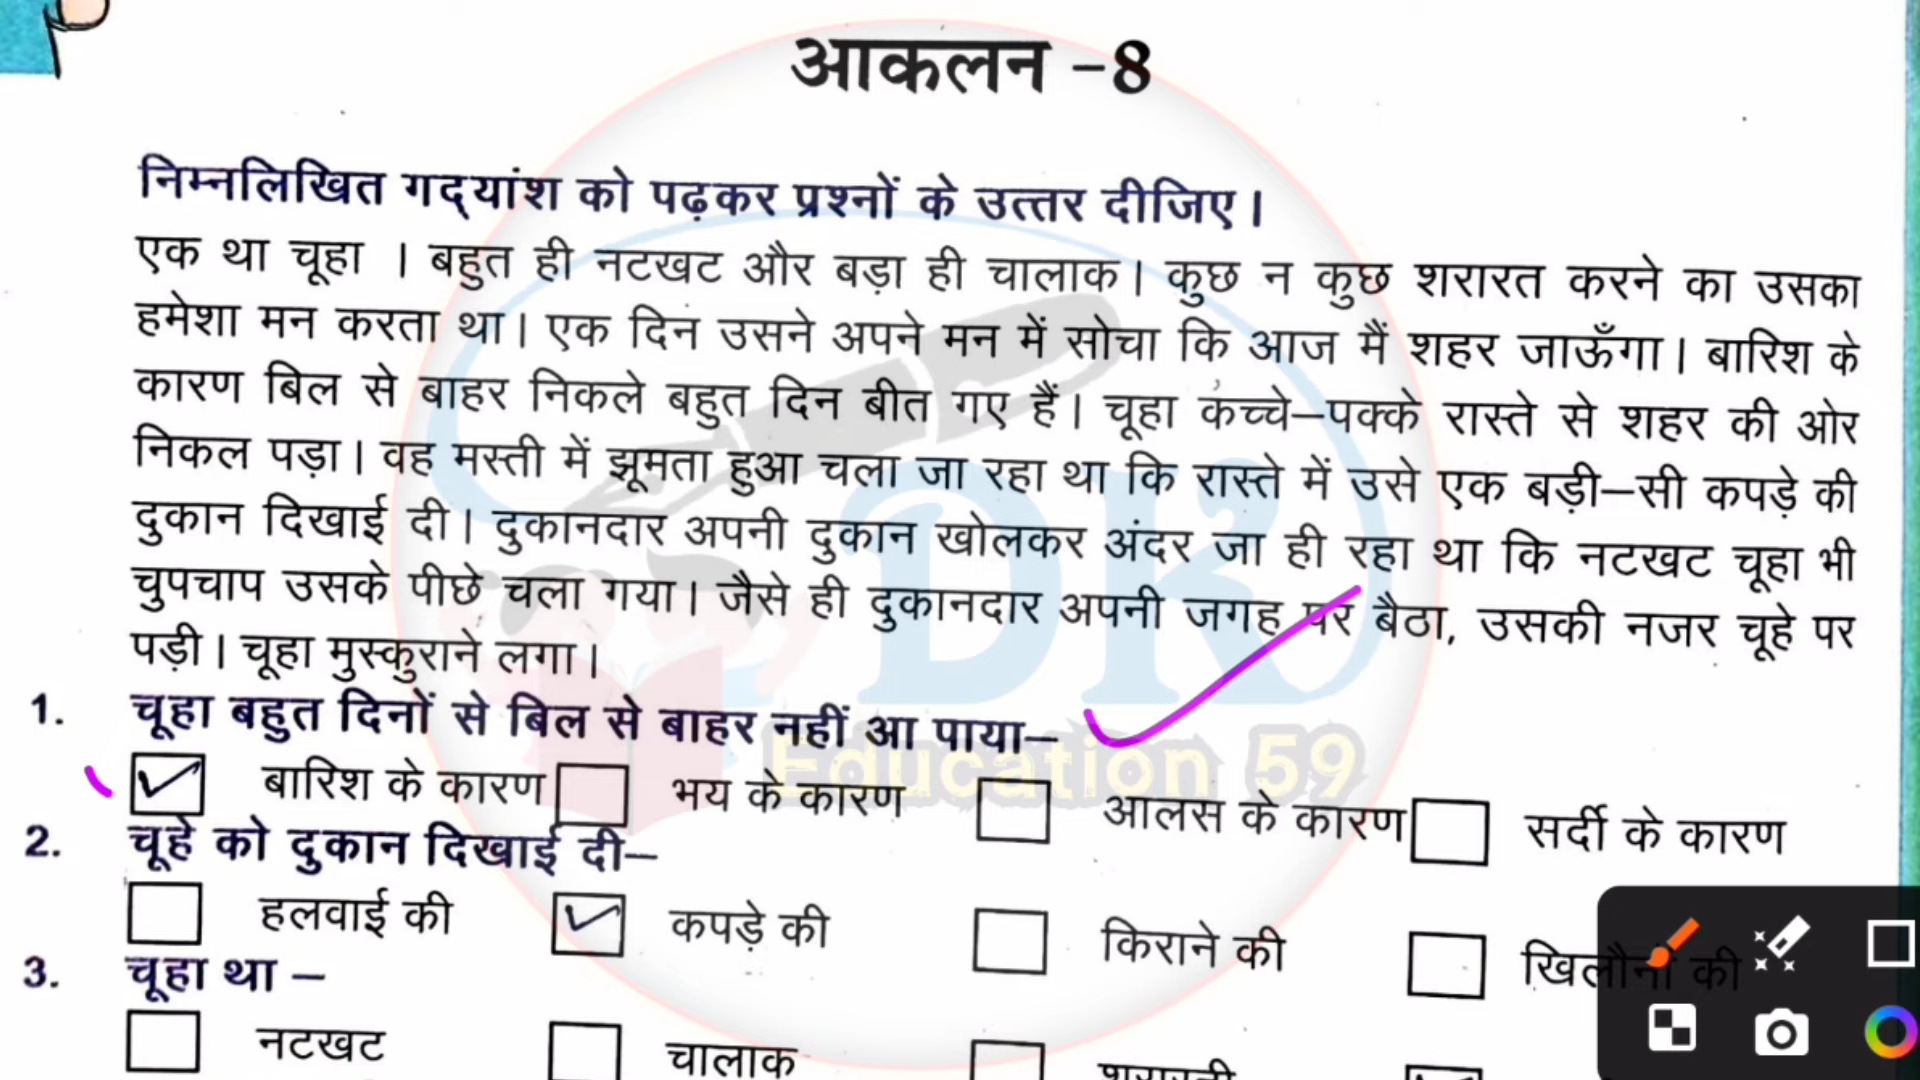 आकलन -8
निम्नलिखित गद्यांश को पढ़कर प्रश्नों के उत्तर दीजिए।
एक था चूहा । बहुत ही नटखट और बड़ा ही चालाक। कुछ न कुछ शरारत करने का उसका
हमेशा मन करता था। एक दिन उसने अपने मन में सोचा कि आज मैं शहर जाऊँगा। बारिश के
कारण बिल से बाहर निकले बहुत दिन बीत गए हैं। चूहा कच्चे–पक्के रास्ते से शहर की ओर
निकल पड़ा। वह मस्ती में झूमता हुआ चला जा रहा था कि रास्ते में उसे एक बड़ी–सी कपड़े की
दुकान दिखाई दी। दुकानदार अपनी दुकान खोलकर अंदर जा ही रहा था कि नटखट चूहा भी
चुपचाप उसके पीछे चला गया। जैसे ही दुकानदार अपनी जगह पर बैठा, उसकी नजर चूहे पर
पड़ी। चूहा मुस्कुराने लगा।
DK
Education 59
1. चूहा बहुत दिनों से बिल से बाहर नहीं आ पाया–
बारिश के कारण भय के कारण आलस के कारण सर्दी के कारण
2. चूहे को दुकान दिखाई दी–
हलवाई की कपड़े की किराने की खिलौनों की
3. चूहा था –
नटखट चालाक